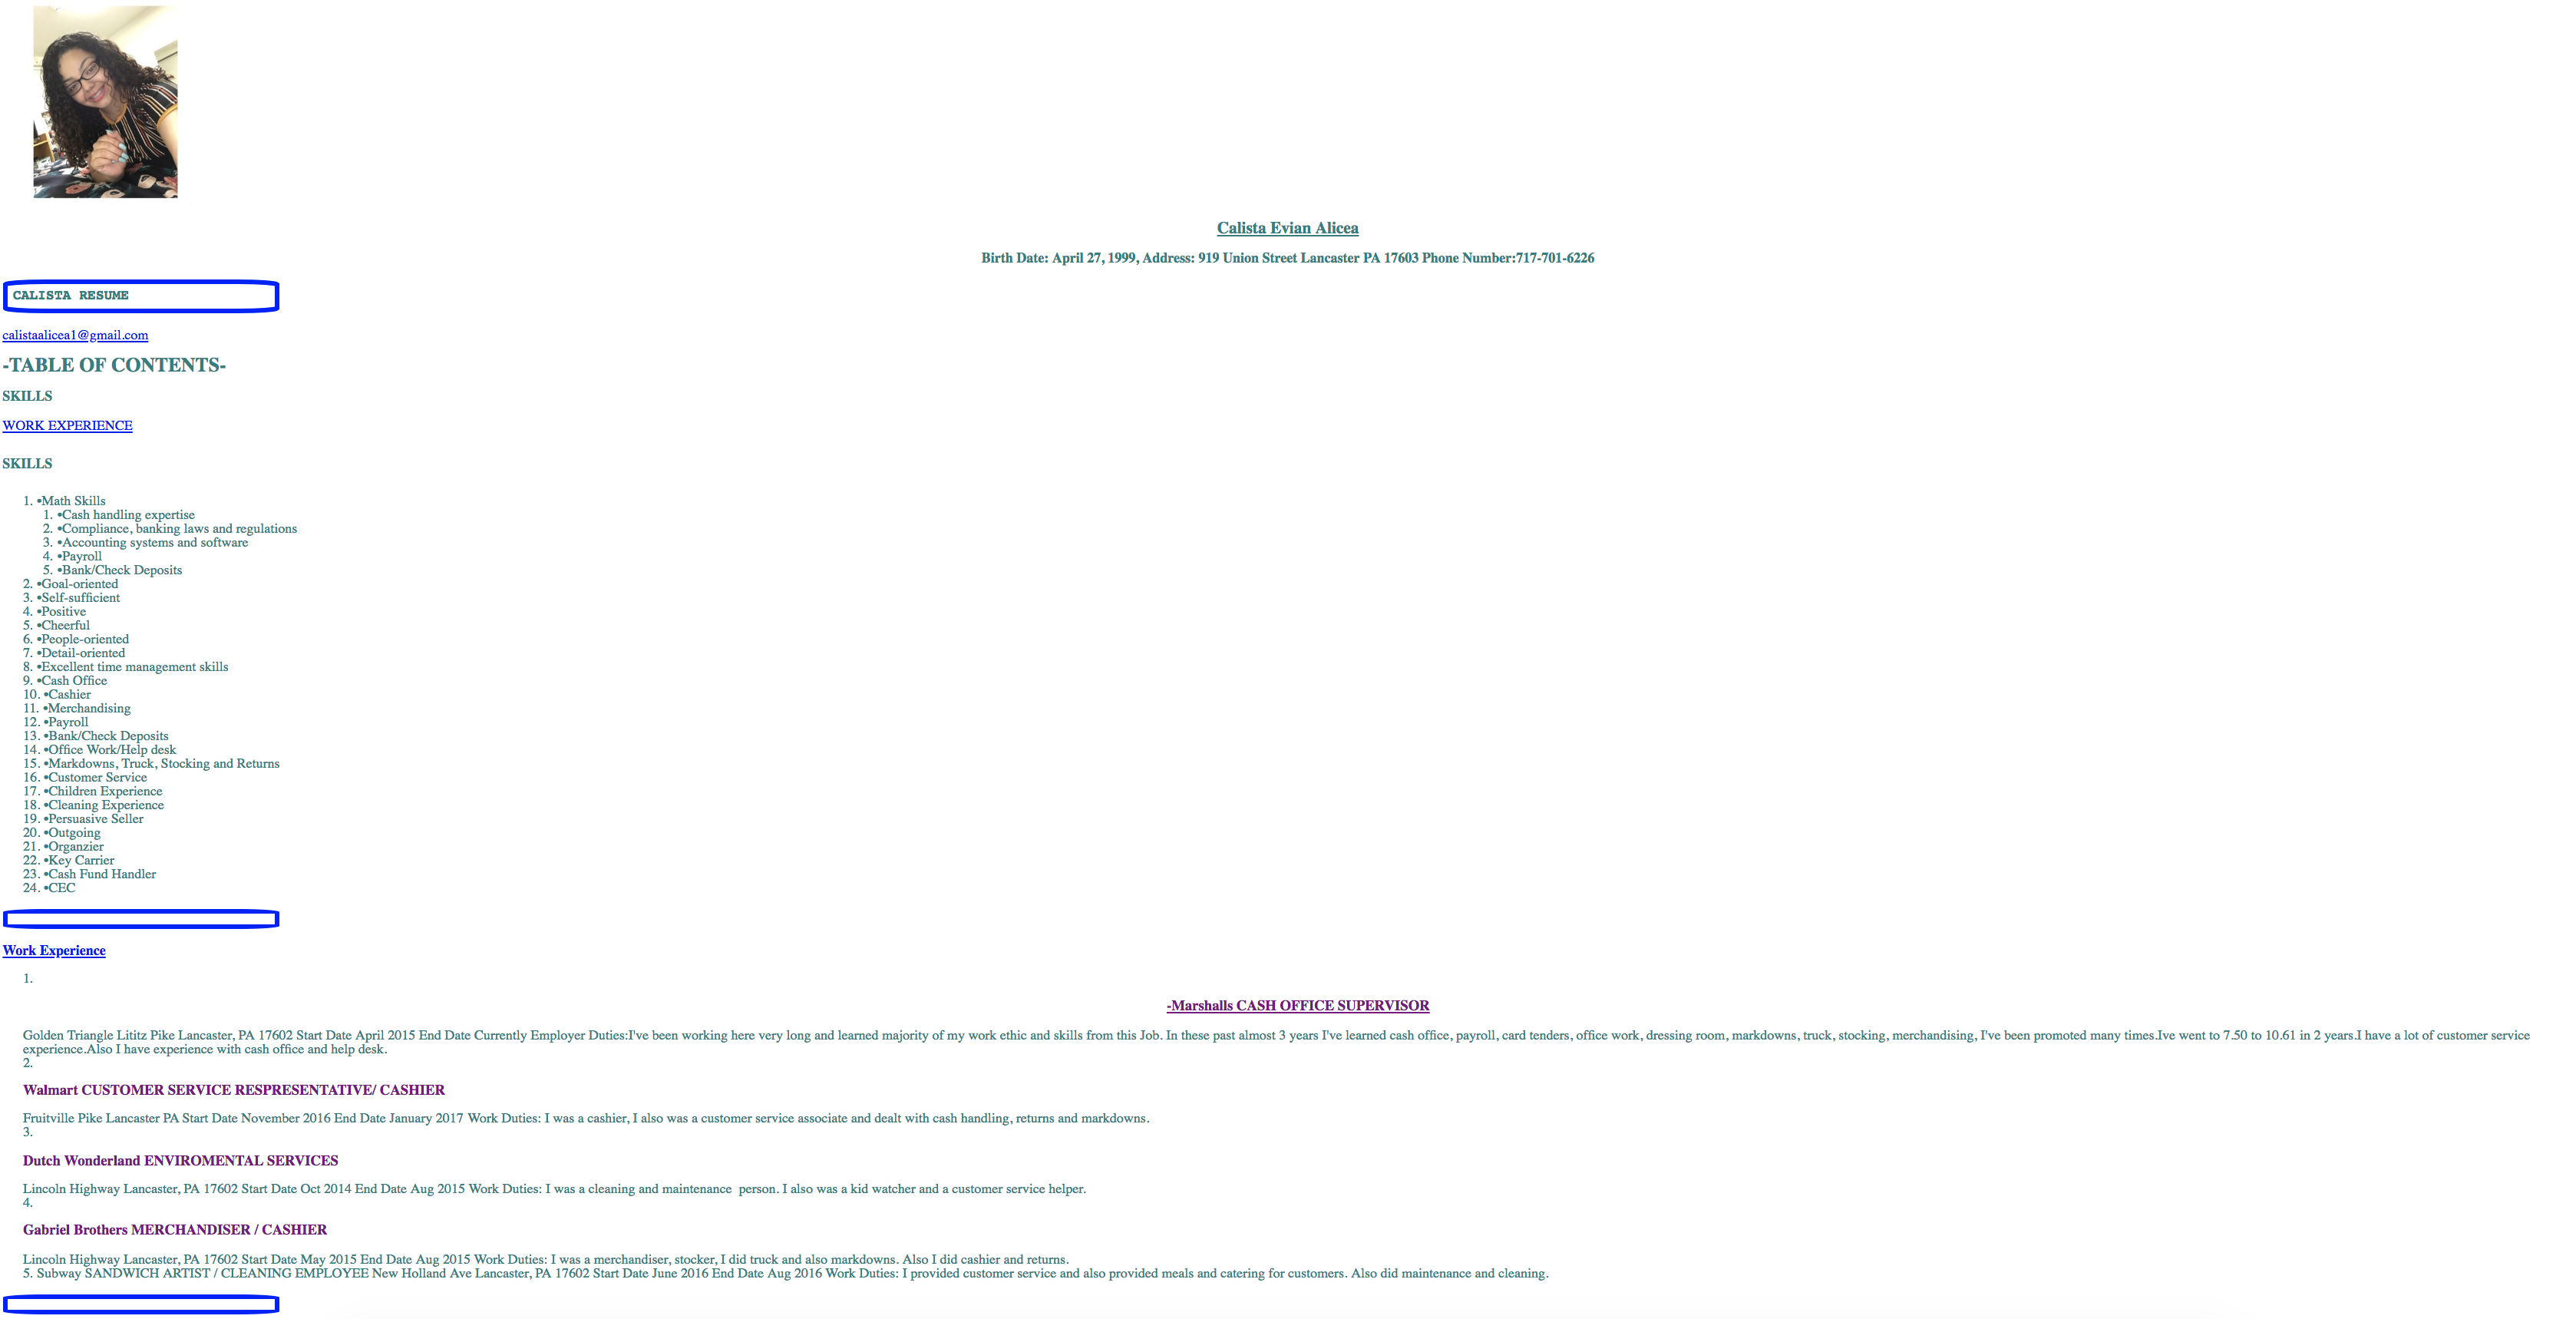 Calista Evian Alicea
Birth Date: April 27, 1999, Address: 919 Union Street Lancaster PA 17603 Phone Number:717-701-6226
CALISTA RESUME
calistaalicea1@gmail.com
-TABLE OF CONTENTS-
SKILLS
WORK EXPERIENCE
SKILLS
1. •Math Skills
1. •Cash handling expertise
2. •Compliance, banking laws and regulations
3. •Accounting systems and software
4. •Payroll
5. •Bank/Check Deposits
2. •Goal-oriented
3. •Self-sufficient
4. •Positive
5. •Cheerful
6. •People-oriented
7. •Detail-oriented
8. •Excellent time management skills
9. •Cash Office
10. •Cashier
11. •Merchandising
12. •Payroll
13. •Bank/Check Deposits
14. •Office Work/Help desk
15. •Markdowns, Truck, Stocking and Returns
16. •Customer Service
17. •Children Experience
18. •Cleaning Experience
19. •Persuasive Seller
20. •Outgoing
21. •Organzier
22. •Key Carrier
23. •Cash Fund Handler
24. •CEC
Work Experience
1.
-Marshalls CASH OFFICE SUPERVISOR
Golden Triangle Lititz Pike Lancaster, PA 17602 Start Date April 2015 End Date Currently Employer Duties:I've been working here very long and learned majority of my work ethic and skills from this Job. In these past almost 3 years I've learned cash office, payroll, card tenders, office work, dressing room, markdowns, truck, stocking, merchandising, I've been promoted many times.Ive went to 7.50 to 10.61 in 2 years.I have a lot of customer service
experience.Also I have experience with cash office and help desk.
2.
Walmart CUSTOMER SERVICE RESPRESENTATIVE/ CASHIER
Fruitville Pike Lancaster PA Start Date November 2016 End Date January 2017 Work Duties: I was a cashier, I also was a customer service associate and dealt with cash handling, returns and markdowns.
3.
Dutch Wonderland ENVIROMENTAL SERVICES
Lincoln Highway Lancaster, PA 17602 Start Date Oct 2014 End Date Aug 2015 Work Duties: I was a cleaning and maintenance  person. I also was a kid watcher and a customer service helper.
4.
Gabriel Brothers MERCHANDISER / CASHIER
Lincoln Highway Lancaster, PA 17602 Start Date May 2015 End Date Aug 2015 Work Duties: I was a merchandiser, stocker, I did truck and also markdowns. Also I did cashier and returns.
5. Subway SANDWICH ARTIST / CLEANING EMPLOYEE New Holland Ave Lancaster, PA 17602 Start Date June 2016 End Date Aug 2016 Work Duties: I provided customer service and also provided meals and catering for customers. Also did maintenance and cleaning.